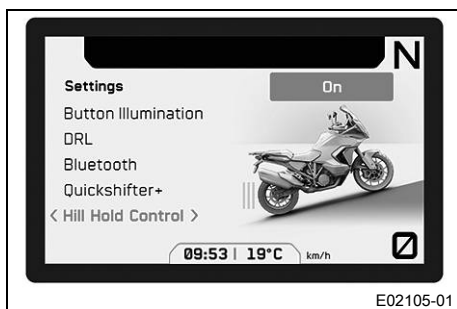 N
Settings
On
Button Illumination
DRL
Bluetooth
Quickshifter+
< Hill Hold Control >
09:53 | 19°C km/h
0
E02105-01